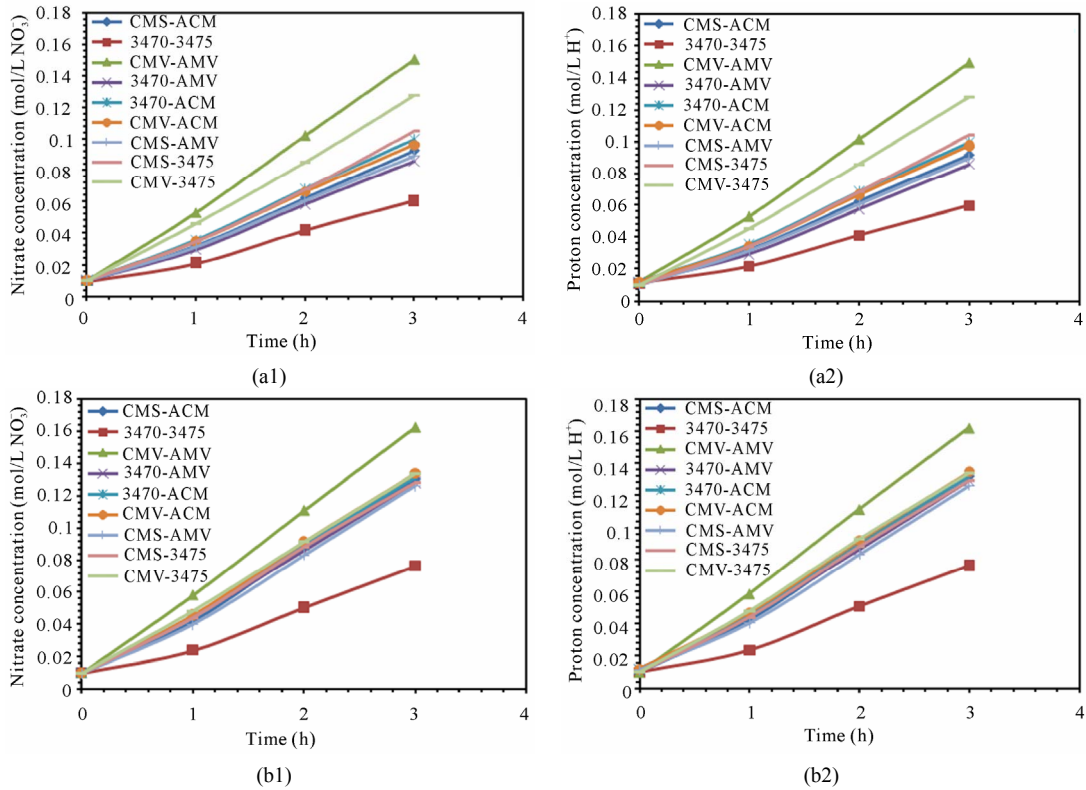 Nitrate concentration (mol/L NO₃⁻)
0.18
0.16
0.14
0.12
0.1
0.08
0.06
0.04
0.02
0
CMS-ACM
3470-3475
CMV-AMV
3470-AMV
3470-ACM
CMV-ACM
CMS-AMV
CMS-3475
CMV-3475
0 1 2 3 4
Time (h)
(a1)
Proton concentration (mol/L H⁺)
0.18
0.16
0.14
0.12
0.1
0.08
0.06
0.04
0.02
0
CMS-ACM
3470-3475
CMV-AMV
3470-AMV
3470-ACM
CMV-ACM
CMS-AMV
CMS-3475
CMV-3475
0 1 2 3 4
Time (h)
(a2)
Nitrate concentration (mol/L NO₃⁻)
0.18
0.16
0.14
0.12
0.1
0.08
0.06
0.04
0.02
0
CMS-ACM
3470-3475
CMV-AMV
3470-AMV
3470-ACM
CMV-ACM
CMS-AMV
CMS-3475
CMV-3475
0 1 2 3 4
Time (h)
(b1)
Proton concentration (mol/L H⁺)
0.18
0.16
0.14
0.12
0.1
0.08
0.06
0.04
0.02
0
CMS-ACM
3470-3475
CMV-AMV
3470-AMV
3470-ACM
CMV-ACM
CMS-AMV
CMS-3475
CMV-3475
0 1 2 3 4
Time (h)
(b2)